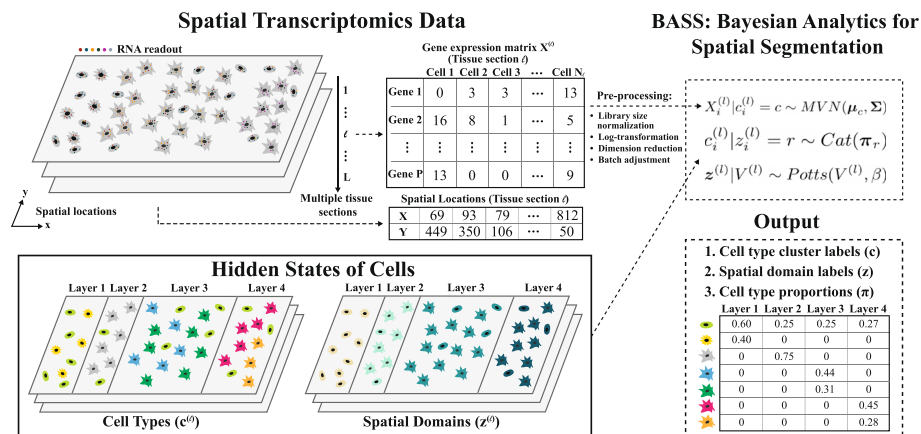 Spatial Transcriptomics Data
RNA readout
1
⋮
ℓ
⋮
L
Multiple tissue
sections
y
x
Spatial locations
Gene expression matrix X⁽ˡ⁾
(Tissue section ℓ)
Cell 1 Cell 2 Cell 3 ··· Cell Nₗ
Gene 1 0 3 3 ··· 13
Gene 2 16 8 1 ··· 5
⋮ ⋮ ⋮ ⋮ ⋮ ⋮
Gene P 13 0 0 ··· 9
Spatial Locations (Tissue section ℓ)
X 69 93 79 ··· 812
Y 449 350 106 ··· 50
Pre-processing:
• Library size
normalization
• Log-transformation
• Dimension reduction
• Batch adjustment
BASS: Bayesian Analytics for
Spatial Segmentation
X_i^{(l)}|c_i^{(l)} = c ∼ MVN(μ_c, Σ)
c_i^{(l)}|z_i^{(l)} = r ∼ Cat(π_r)
z^{(l)}|V^{(l)} ∼ Potts(V^{(l)}, β)
Hidden States of Cells
Layer 1 Layer 2 Layer 3 Layer 4
Cell Types (c⁽ˡ⁾)
Layer 1 Layer 2 Layer 3 Layer 4
Spatial Domains (z⁽ˡ⁾)
Output
1. Cell type cluster labels (c)
2. Spatial domain labels (z)
3. Cell type proportions (π)
Layer 1 Layer 2 Layer 3 Layer 4
0.60 0.25 0.25 0.27
0.40 0 0 0
0 0.75 0 0
0 0 0.44 0
0 0 0.31 0
0 0 0 0.45
0 0 0 0.28